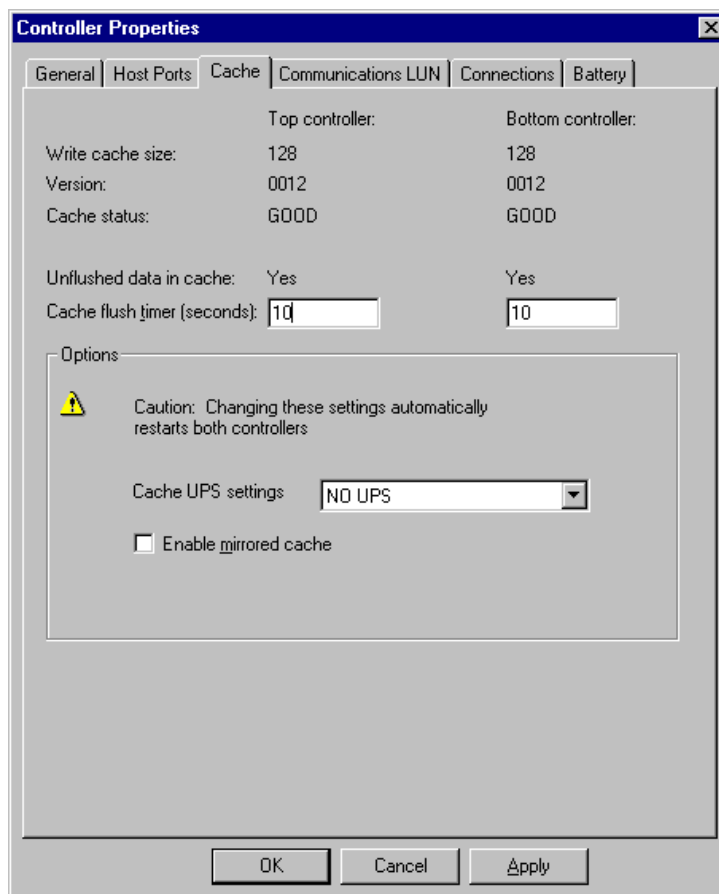 Controller Properties
General Host Ports Cache Communications LUN Connections Battery
Top controller: Bottom controller:
Write cache size: 128 128
Version: 0012 0012
Cache status: GOOD GOOD
Unflushed data in cache: Yes Yes
Cache flush timer (seconds): 10 10
Options
Caution: Changing these settings automatically
restarts both controllers
Cache UPS settings NO UPS
Enable mirrored cache
OK Cancel Apply